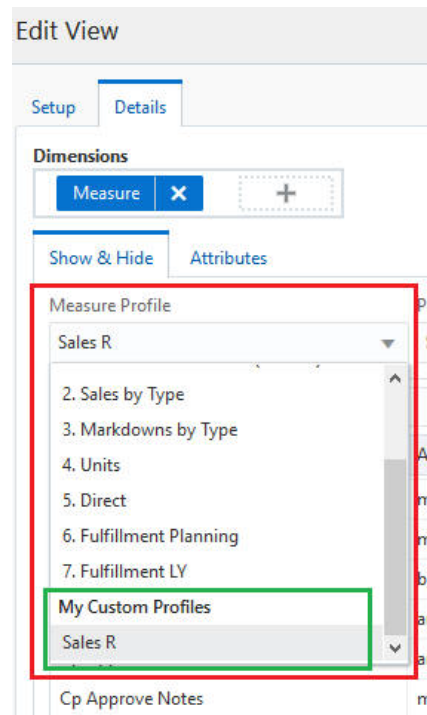 Edit View
Setup Details
Dimensions
Measure
Show & Hide Attributes
Measure Profile
Sales R
2. Sales by Type
3. Markdowns by Type
4. Units
5. Direct
6. Fulfillment Planning
7. Fulfillment LY
My Custom Profiles
Sales R
Cp Approve Notes